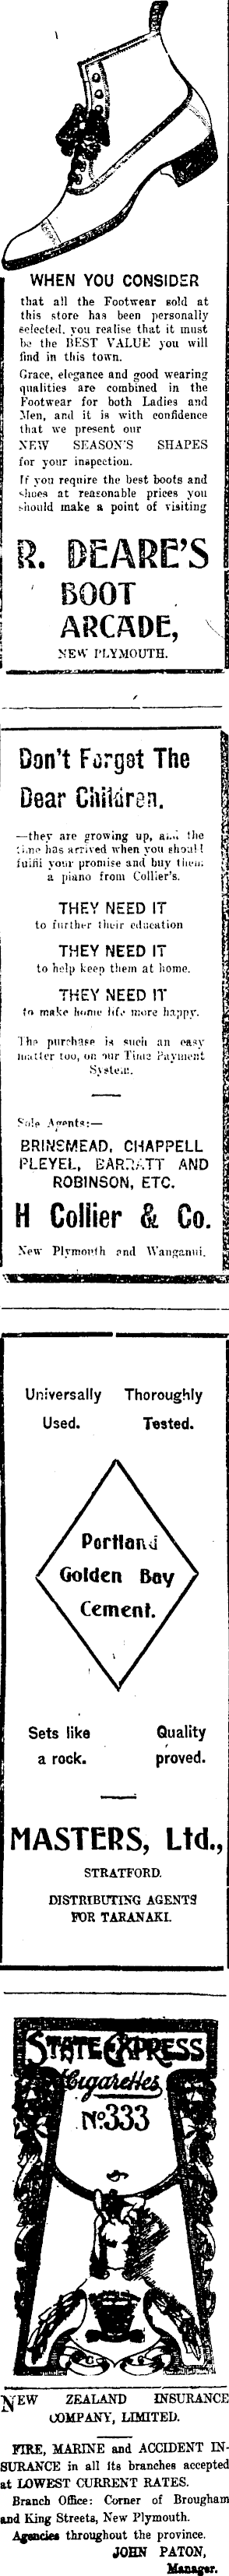 WHEN YOU CONSIDER
that all the Footwear sold at
this store has been personally
selected, you realise that it must
be the BEST VALUE you will
find in this town.
Grace, elegance and good wearing
qualities are combined in the
Footwear for both Ladies and
Men, and it is with confidence
that we present our
NEW SEASON'S SHAPES
for your inspection.
If you require the best boots and
shoes at reasonable prices you
should make a point of visiting
R. DEARE'S
BOOT
ARCADE,
NEW PLYMOUTH.
Don't Forget The
Dear Children.
—they are growing up, and the
time has arrived when you should
fulfil your promise and buy them
a piano from Collier's.
THEY NEED IT
to further their education
THEY NEED IT
to help keep them at home.
THEY NEED IT
to make home life more happy.
The purchase is such an easy
matter too, on our Time Payment
System.
Sole Agents:—
BRINSMEAD, CHAPPELL
PLEYEL, BARRATT AND
ROBINSON, ETC.
H Collier & Co.
New Plymouth and Wanganui.
Universally Thoroughly
Used. Tested.
Portland
Golden Bay
Cement.
Sets like Quality
a rock. proved.
MASTERS, Ltd.,
STRATFORD.
DISTRIBUTING AGENTS
FOR TARANAKI.
STATE EXPRESS
Cigarettes
No. 333
NEW ZEALAND INSURANCE
COMPANY, LIMITED.
FIRE, MARINE and ACCIDENT IN-
SURANCE in all its branches accepted
at LOWEST CURRENT RATES.
Branch Office: Corner of Brougham
and King Streets, New Plymouth.
Agencies throughout the province.
JOHN PATON,
Manager.